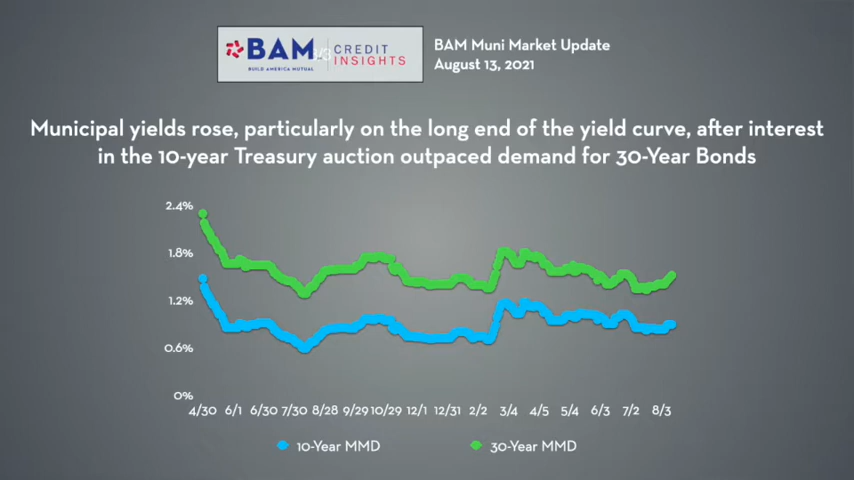 BAM
BUILD AMERICA MUTUAL
CREDIT
INSIGHTS
BAM Muni Market Update
August 13, 2021
Municipal yields rose, particularly on the long end of the yield curve, after interest
in the 10-year Treasury auction outpaced demand for 30-Year Bonds
2.4%
1.8%
1.2%
0.6%
0%
4/30 6/1 6/30 7/30 8/28 9/29 10/29 12/1 12/31 2/2 3/4 4/5 5/4 6/3 7/2 8/3
10-Year MMD 30-Year MMD